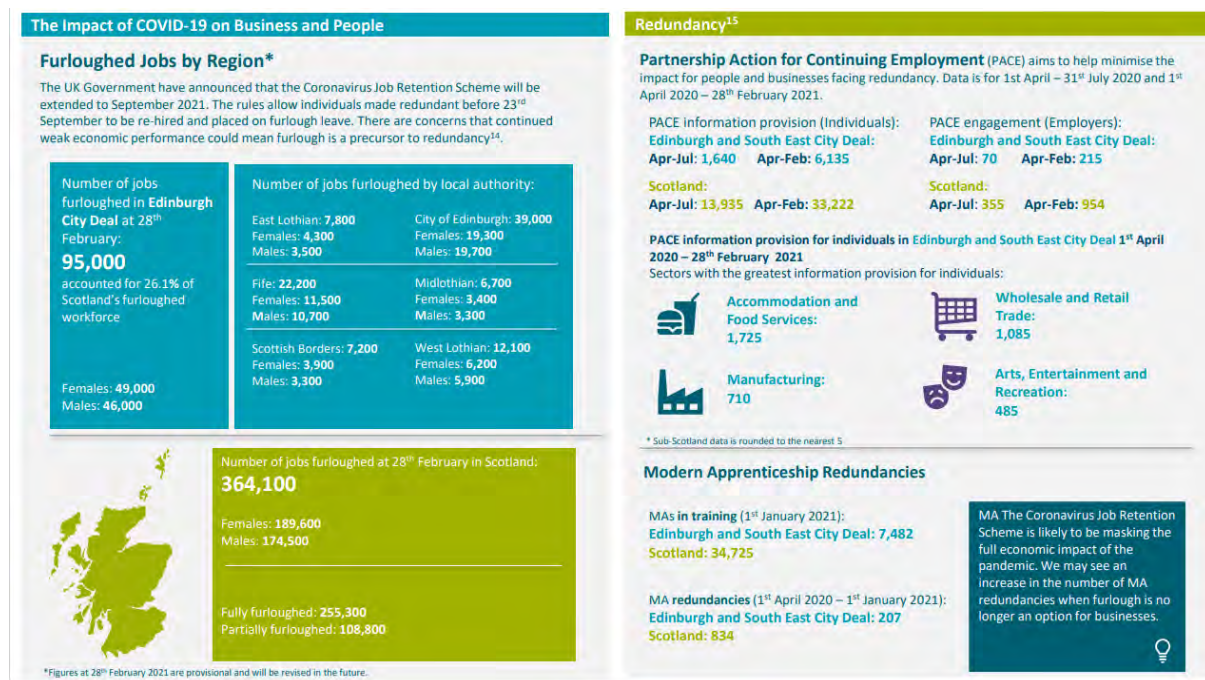 The Impact of COVID-19 on Business and People
Furloughed Jobs by Region*
The UK Government have announced that the Coronavirus Job Retention Scheme will be
extended to September 2021. The rules allow individuals made redundant before 23rd
September to be re-hired and placed on furlough leave. There are concerns that continued
weak economic performance could mean furlough is a precursor to redundancy14.
Number of jobs
furloughed in Edinburgh
City Deal at 28th
February:
95,000
accounted for 26.1% of
Scotland's furloughed
workforce
Females: 49,000
Males: 46,000
Number of jobs furloughed by local authority:
East Lothian: 7,800
Females: 4,300
Males: 3,500
City of Edinburgh: 39,000
Females: 19,300
Males: 19,700
Fife: 22,200
Females: 11,500
Males: 10,700
Midlothian: 6,700
Females: 3,400
Males: 3,300
Scottish Borders: 7,200
Females: 3,900
Males: 3,300
West Lothian: 12,100
Females: 6,200
Males: 5,900
Number of jobs furloughed at 28th February in Scotland:
364,100
Females: 189,600
Males: 174,500
Fully furloughed: 255,300
Partially furloughed: 108,800
*Figures at 28th February 2021 are provisional and will be revised in the future.
Redundancy15
Partnership Action for Continuing Employment (PACE) aims to help minimise the
impact for people and businesses facing redundancy. Data is for 1st April – 31st July 2020 and 1st
April 2020 – 28th February 2021.
PACE information provision (Individuals):
Edinburgh and South East City Deal:
Apr-Jul: 1,640 Apr-Feb: 6,135
Scotland:
Apr-Jul: 13,935 Apr-Feb: 33,222
PACE engagement (Employers):
Edinburgh and South East City Deal:
Apr-Jul: 70 Apr-Feb: 215
Scotland:
Apr-Jul: 355 Apr-Feb: 954
PACE information provision for individuals in Edinburgh and South East City Deal 1st April
2020 – 28th February 2021
Sectors with the greatest information provision for individuals:
Accommodation and
Food Services:
1,725
Wholesale and Retail
Trade:
1,085
Manufacturing:
710
Arts, Entertainment and
Recreation:
485
* Sub-Scotland data is rounded to the nearest 5
Modern Apprenticeship Redundancies
MAs in training (1st January 2021):
Edinburgh and South East City Deal: 7,482
Scotland: 34,725
MA redundancies (1st April 2020 – 1st January 2021):
Edinburgh and South East City Deal: 207
Scotland: 834
MA The Coronavirus Job Retention
Scheme is likely to be masking the
full economic impact of the
pandemic. We may see an
increase in the number of MA
redundancies when furlough is no
longer an option for businesses.